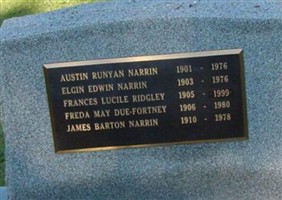 AUSTIN RUNYAN NARRIN 1901 - 1976
ELGIN EDWIN NARRIN 1903 - 1976
FRANCES LUCILE RIDGLEY 1905 - 1999
FREDA MAY DUE-FORTNEY 1906 - 1980
JAMES BARTON NARRIN 1910 - 1978